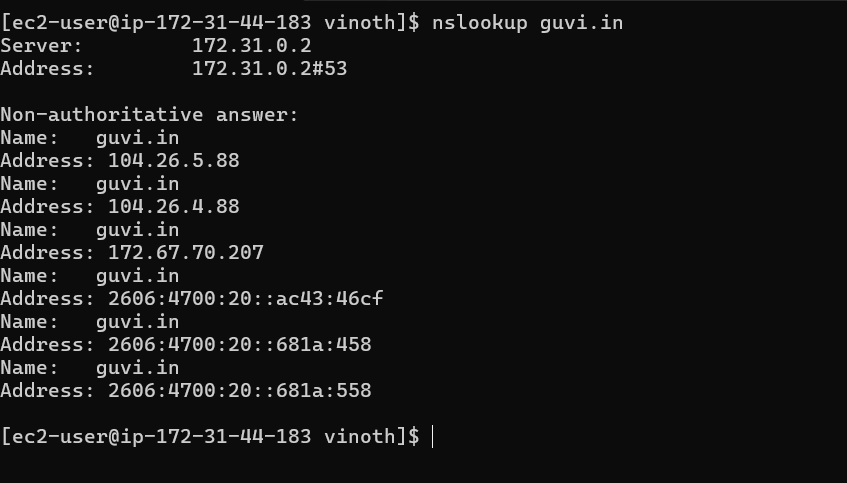 [ec2-user@ip-172-31-44-183 vinoth]$ nslookup guvi.in
Server:         172.31.0.2
Address:        172.31.0.2#53

Non-authoritative answer:
Name:   guvi.in
Address: 104.26.5.88
Name:   guvi.in
Address: 104.26.4.88
Name:   guvi.in
Address: 172.67.70.207
Name:   guvi.in
Address: 2606:4700:20::ac43:46cf
Name:   guvi.in
Address: 2606:4700:20::681a:458
Name:   guvi.in
Address: 2606:4700:20::681a:558

[ec2-user@ip-172-31-44-183 vinoth]$